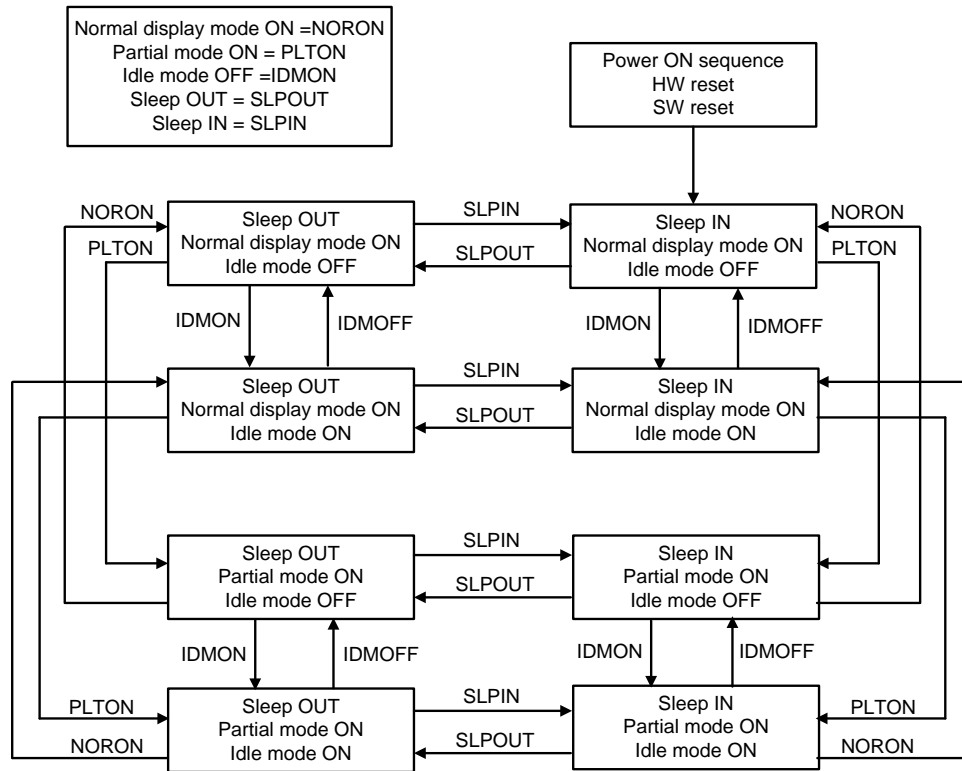 Normal display mode ON =NORON
Partial mode ON = PLTON
Idle mode OFF =IDMON
Sleep OUT = SLPOUT
Sleep IN = SLPIN
Power ON sequence
HW reset
SW reset
NORON
PLTON
Sleep OUT
Normal display mode ON
Idle mode OFF
SLPIN
SLPOUT
Sleep IN
Normal display mode ON
Idle mode OFF
NORON
PLTON
IDMON
IDMOFF
IDMON
IDMOFF
Sleep OUT
Normal display mode ON
Idle mode ON
SLPIN
SLPOUT
Sleep IN
Normal display mode ON
Idle mode ON
Sleep OUT
Partial mode ON
Idle mode OFF
SLPIN
SLPOUT
Sleep IN
Partial mode ON
Idle mode OFF
IDMON
IDMOFF
IDMON
IDMOFF
PLTON
NORON
Sleep OUT
Partial mode ON
Idle mode ON
SLPIN
SLPOUT
Sleep IN
Partial mode ON
Idle mode ON
PLTON
NORON